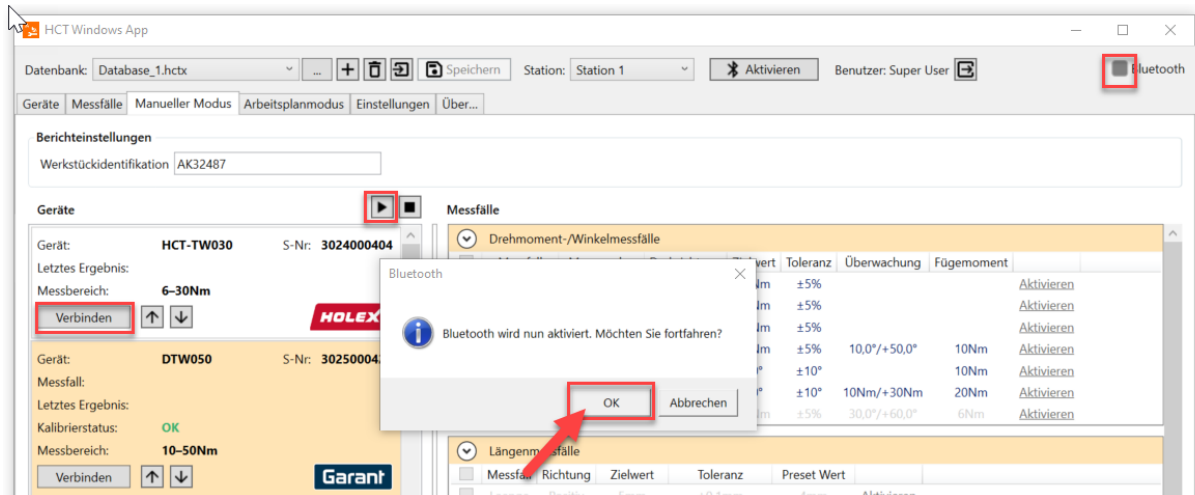 HCT Windows App
Datenbank: Database_1.hctx ... Speichern Station: Station 1 Aktivieren Benutzer: Super User Bluetooth
Geräte Messfälle Manueller Modus Arbeitsplanmodus Einstellungen Über...
Berichteinstellungen
Werkstückidentifikation AK32487
Geräte
Gerät: HCT-TW030 S-Nr: 3024000404
Letztes Ergebnis:
Messbereich: 6–30Nm
Verbinden HOLEX
Gerät: DTW050 S-Nr:
Messfall:
Letztes Ergebnis:
Kalibrierstatus: OK
Messbereich: 10–50Nm
Verbinden Garant
Messfälle
Drehmoment-/Winkelmessfälle
Toleranz Überwachung Fügemoment
±5% Aktivieren
±5% Aktivieren
±5% Aktivieren
±5% 10,0°/+50,0° 10Nm Aktivieren
±10° 10Nm Aktivieren
±10° 10Nm/+30Nm 20Nm Aktivieren
±5% 30,0°/+60,0° 6Nm Aktivieren
Bluetooth
Bluetooth wird nun aktiviert. Möchten Sie fortfahren?
OK Abbrechen
Richtung Zielwert Toleranz Preset Wert